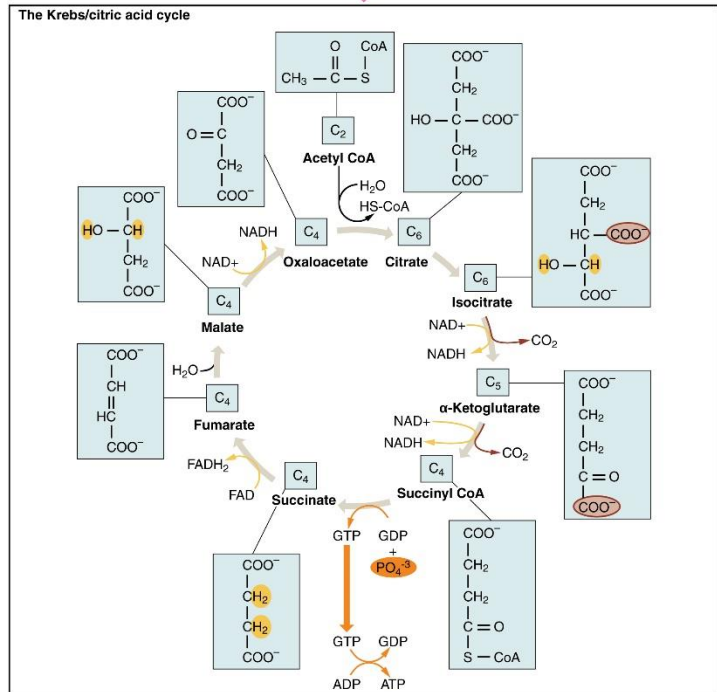 The Krebs/citric acid cycle
O CoA
CH₃ — C — S
C₂
Acetyl CoA
H₂O
HS-CoA
COO⁻
O = C
CH₂
COO⁻
C₄
Oxaloacetate
COO⁻
CH₂
HO — C — COO⁻
CH₂
COO⁻
C₆
Citrate
COO⁻
CH₂
HC — COO⁻
HO — CH
COO⁻
C₆
Isocitrate
NAD+
NADH
CO₂
C₅
α-Ketoglutarate
COO⁻
CH₂
CH₂
C = O
COO⁻
NAD+
NADH
CO₂
C₄
Succinyl CoA
COO⁻
CH₂
CH₂
C = O
S — CoA
GTP GDP
+
PO₄⁻³
GTP GDP
ADP ATP
C₄
Succinate
COO⁻
CH₂
CH₂
COO⁻
FADH₂
FAD
C₄
Fumarate
COO⁻
CH
HC
COO⁻
H₂O
C₄
Malate
COO⁻
HO — CH
CH₂
COO⁻
NAD+
NADH